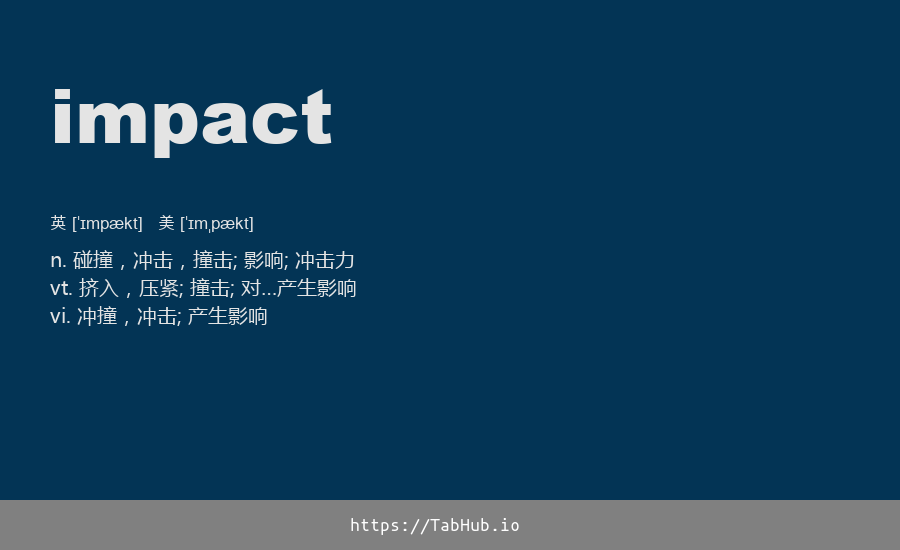 impact
英 [ˈɪmpækt]   美 [ˈɪmˌpækt]
n. 碰撞，冲击，撞击; 影响; 冲击力
vt. 挤入，压紧; 撞击; 对…产生影响
vi. 冲撞，冲击; 产生影响
https://TabHub.io